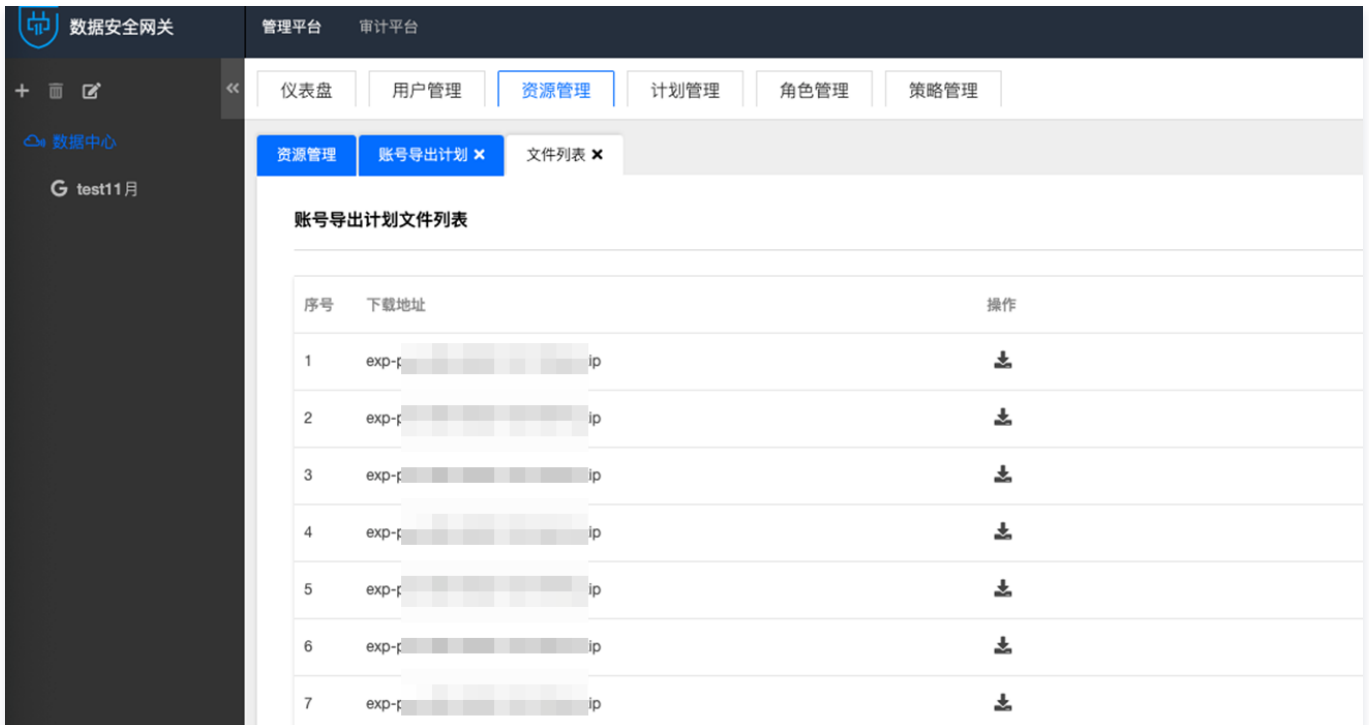 数据安全网关
管理平台 审计平台
仪表盘 用户管理 资源管理 计划管理 角色管理 策略管理
数据中心
test11月
资源管理 账号导出计划 文件列表
账号导出计划文件列表
序号 下载地址 操作
1 exp- ip
2 exp- ip
3 exp- ip
4 exp- ip
5 exp- ip
6 exp- ip
7 exp- ip